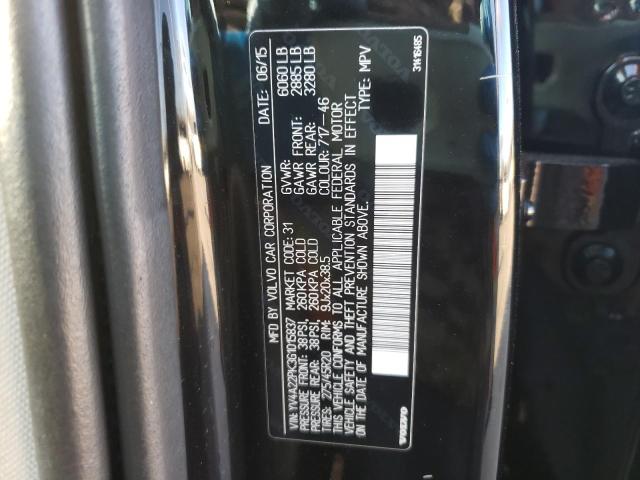 MFD BY VOLVO CAR CORPORATION DATE: 06/15
VIN: YV4A22PK3G1015837 MARKET CODE: 31 GVWR: 6060 LB
PRESSURE FRONT: 38PSI, 260KPA COLD GAWR FRONT: 2885 LB
PRESSURE REAR: 38PSI, 260KPA COLD GAWR REAR: 3280 LB
TIRES: 275/45R20 RIM: 9Jx20x38.5 COLOUR: 717--46
THIS VEHICLE CONFORMS TO ALL APPLICABLE FEDERAL MOTOR
VEHICLE SAFETY AND THEFT PREVENTION STANDARDS IN EFFECT
ON THE DATE OF MANUFACTURE SHOWN ABOVE. TYPE: MPV
VOLVO 31416485